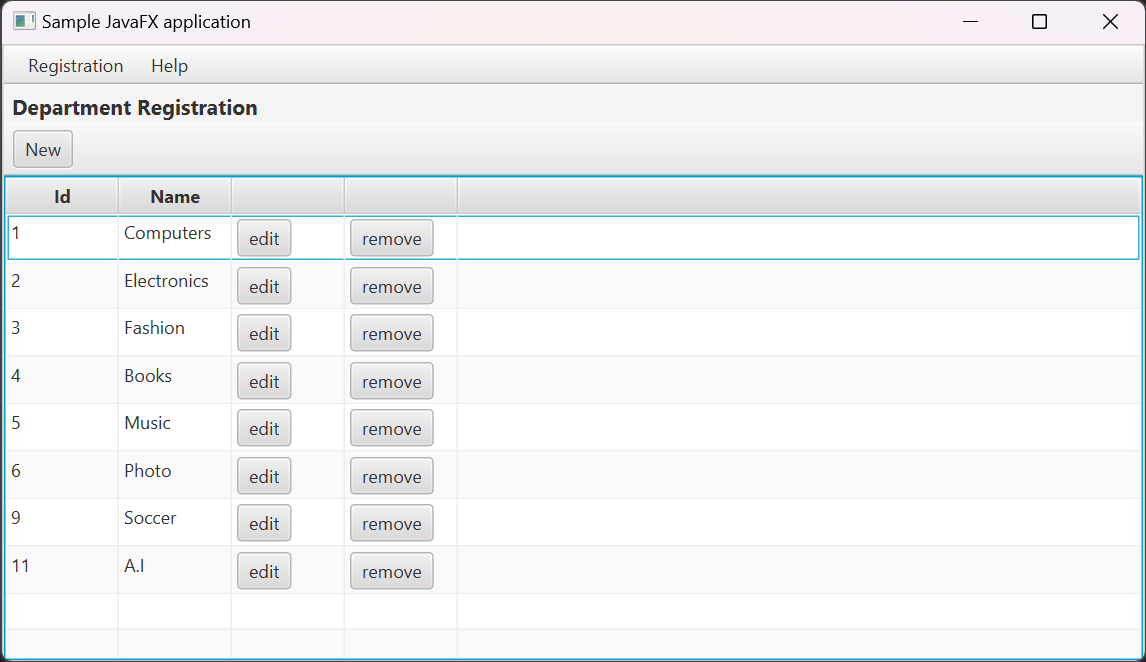 Sample JavaFX application
Registration Help
Department Registration
New
Id Name
1 Computers edit remove
2 Electronics edit remove
3 Fashion edit remove
4 Books edit remove
5 Music edit remove
6 Photo edit remove
9 Soccer edit remove
11 A.I edit remove